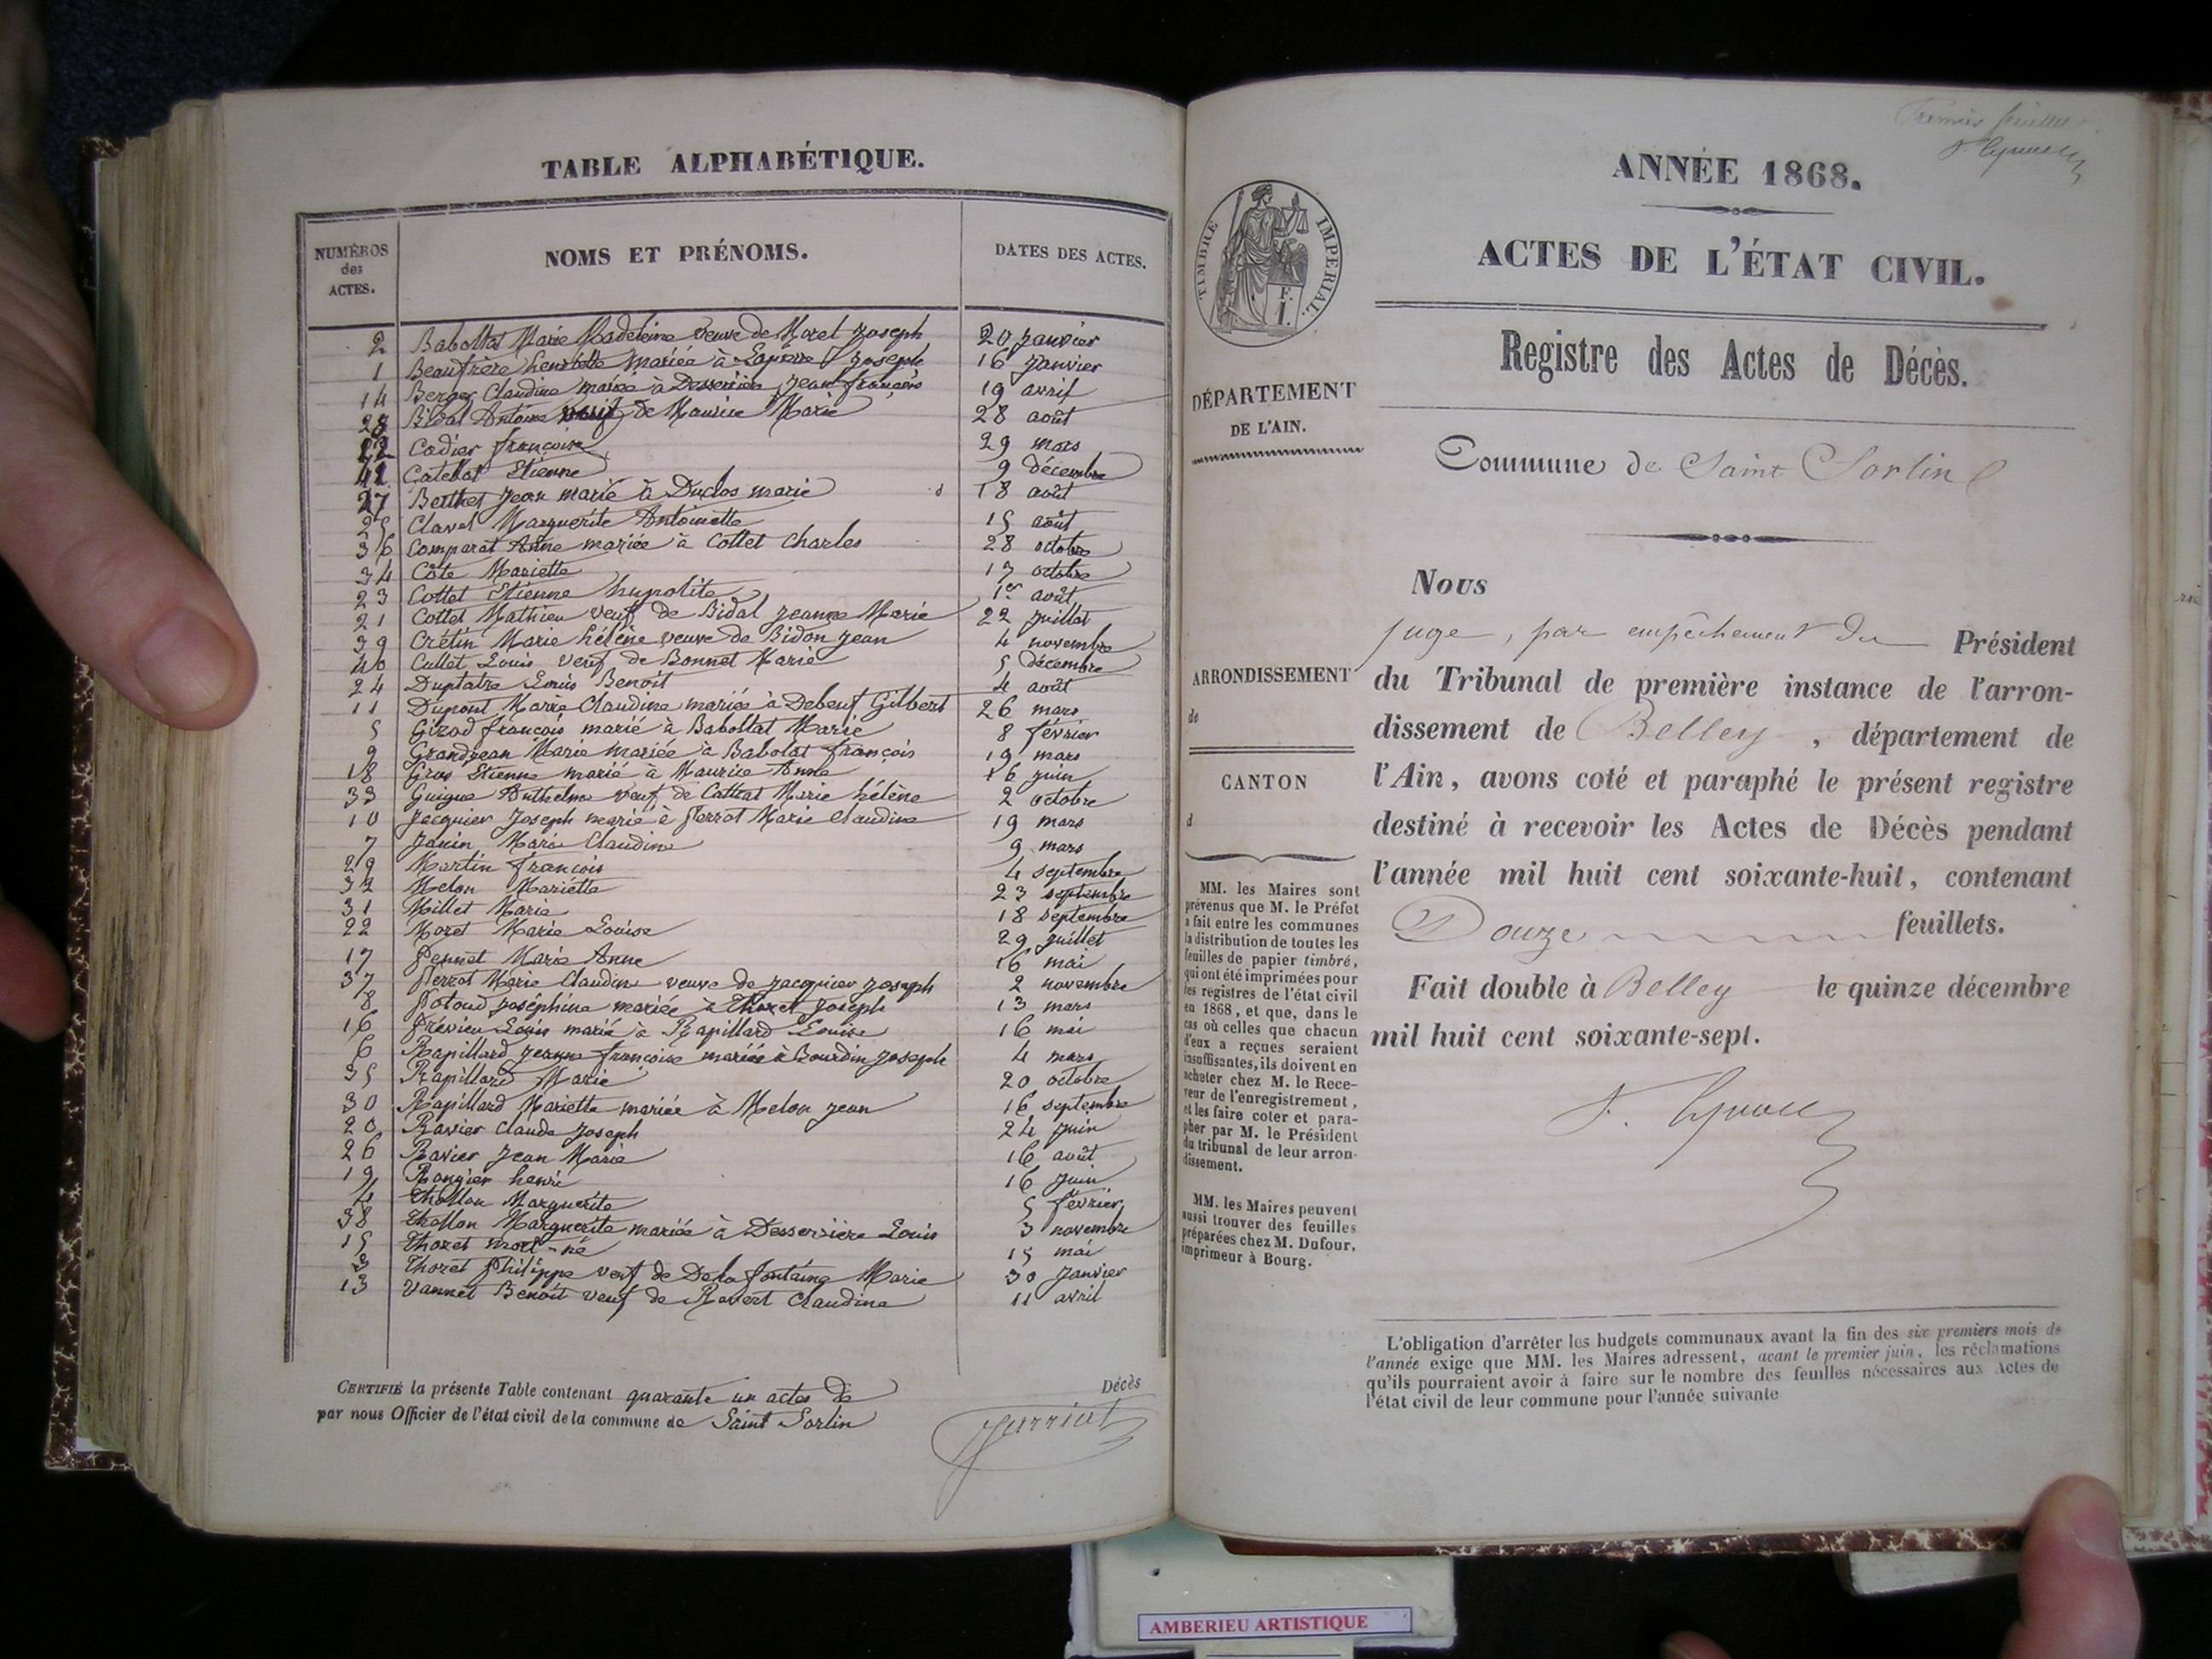 TABLE ALPHABÉTIQUE.
NUMÉROS des ACTES.
NOMS ET PRÉNOMS.
DATES DES ACTES.
2 Babollat Marie Madeleine veuve de Moret Joseph 20 Janvier
1 Beaufrère henriette mariée à Lapierre Joseph 16 Janvier
14 Berger Claudine mariée à Dessersière Jean françois 19 avril
28 Bidal Antoine veuf de Maurice Marie 28 août
12 Cadier françoise 29 mars
41 Catellat Etienne 9 décembre
27 Berthet Jean marié à Duclos marie 18 août
25 Clavel Marguerite Antoinette 15 août
36 Comparat Anne mariée à Cottet Charles 28 octobre
34 Côte Mariette 17 octobre
23 Cottet Etienne hypolite 1er août
21 Cottet Mathieu veuf de Bidal Jeanne Marie 22 juillet
39 Crétin Marie hélène veuve de Bidon Jean 4 novembre
40 Cullet Louis veuf de Bonnet Marie 5 décembre
24 Duplatre Louis Benoît 4 août
11 Dupont Marie Claudine mariée à Debeuf Gilbert 26 mars
5 Girod françois marié à Babollat Marie 8 février
9 Grandjean Marie mariée à Babolat françois 19 mars
18 Gros Etienne marié à Maurice Anne 16 juin
33 Guigue Anthelme veuf de Cattat Marie hélène 2 octobre
10 Jacquier Joseph marié à Perrot Marie Claudine 19 mars
7 Janin Marie Claudine 9 mars
29 Martin françois 4 septembre
32 Melon Mariette 23 septembre
31 Millet Marie 18 septembre
22 Moret Marie Louise 29 juillet
17 Pennet Marie Anne 16 mai
37 Perrot Marie Claudine veuve de Jacquier Joseph 2 novembre
8 Potoud Joséphine mariée à Thoret Joseph 13 mars
16 Prévieu Louis marié à Rapillard Louise 16 mai
6 Rapillard Jeanne françoise mariée à Bourdin Joseph 4 mars
35 Rapillard Marie 20 octobre
30 Rapillard Mariette mariée à Melon Jean 16 septembre
20 Ravier Claude Joseph 24 juin
26 Ravier Jean Marie 16 août
19 Rongier henri 16 juin
4 Thollon Marguerite 5 février
38 Thollon Marguerite mariée à Dessersière Louis 3 novembre
15 Thoret mort-né 15 mai
3 Thoret Philippe veuf de Delafontaine Marie 30 Janvier
13 Vannet Benoît veuf de Ravert Claudine 11 avril
CERTIFIÉ la présente Table contenant quarante un actes de Décès
par nous Officier de l'état civil de la commune de Saint Sorlin
Jurriat
Premier feuillet
ANNÉE 1868.
ACTES DE L'ÉTAT CIVIL.
Registre des Actes de Décès.
TIMBRE IMPÉRIAL.
DÉPARTEMENT
DE L'AIN.
Commune de Saint Sorlin
Nous
juge, par empêchement du Président
du Tribunal de première instance de l'arron-
dissement de Belley, département de
l'Ain, avons coté et paraphé le présent registre
destiné à recevoir les Actes de Décès pendant
l'année mil huit cent soixante-huit, contenant
Douze feuillets.
Fait double à Belley le quinze décembre
mil huit cent soixante-sept.
ARRONDISSEMENT
de
CANTON
d
MM. les Maires sont
prévenus que M. le Préfet
a fait entre les communes
la distribution de toutes les
feuilles de papier timbré,
qui ont été imprimées pour
les registres de l'état civil
en 1868, et que, dans le
cas où celles que chacun
d'eux a reçues seraient
insuffisantes, ils doivent en
acheter chez M. le Rece-
veur de l'enregistrement,
et les faire coter et para-
pher par M. le Président
du tribunal de leur arron-
dissement.
MM. les Maires peuvent
aussi trouver des feuilles
préparées chez M. Dufour,
imprimeur à Bourg.
L'obligation d'arrêter les budgets communaux avant la fin des six premiers mois de
l'année exige que MM. les Maires adressent, avant le premier juin, les réclamations
qu'ils pourraient avoir à faire sur le nombre des feuilles nécessaires aux Actes de
l'état civil de leur commune pour l'année suivante
AMBERIEU ARTISTIQUE